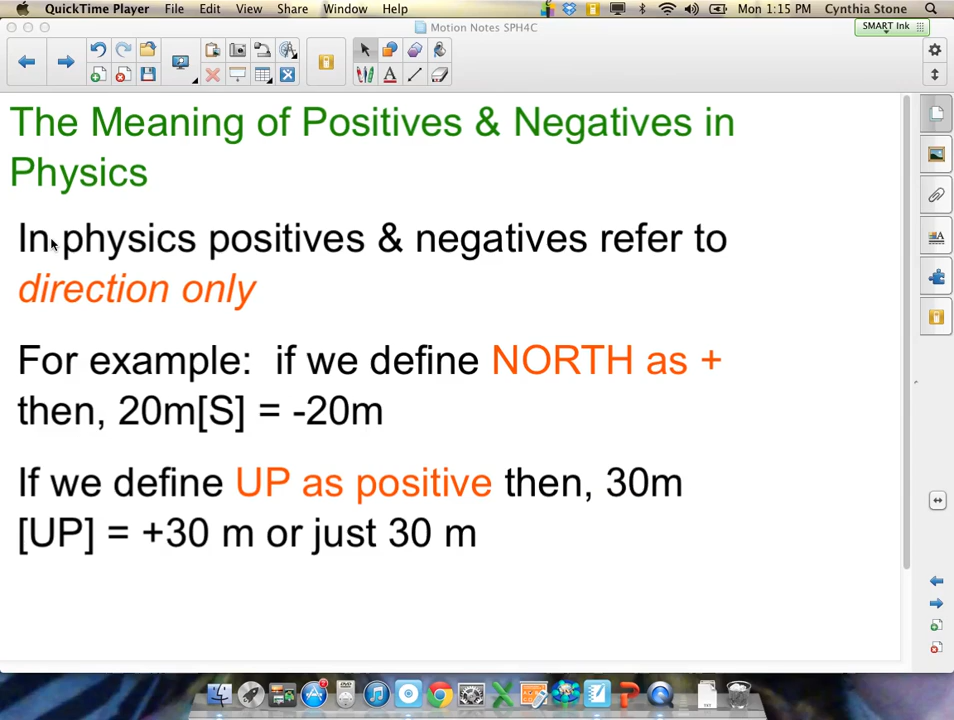 QuickTime Player File Edit View Share Window Help Mon 1:15 PM Cynthia Stone
Motion Notes SPH4C
SMART Ink
The Meaning of Positives & Negatives in
Physics
In physics positives & negatives refer to
direction only
For example: if we define NORTH as +
then, 20m[S] = -20m
If we define UP as positive then, 30m
[UP] = +30 m or just 30 m